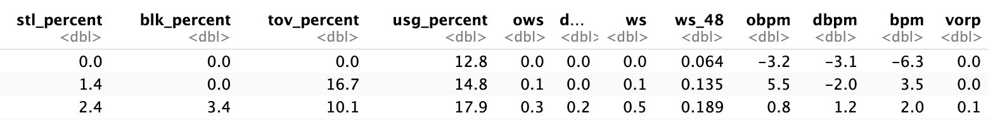 stl_percent blk_percent tov_percent usg_percent ows d... ws ws_48 obpm dbpm bpm vorp
<dbl> <dbl> <dbl> <dbl> <dbl> <dbl> <dbl> <dbl> <dbl> <dbl> <dbl> <dbl>
0.0 0.0 0.0 12.8 0.0 0.0 0.0 0.064 −3.2 −3.1 −6.3 0.0
1.4 0.0 16.7 14.8 0.1 0.0 0.1 0.135 5.5 −2.0 3.5 0.0
2.4 3.4 10.1 17.9 0.3 0.2 0.5 0.189 0.8 1.2 2.0 0.1